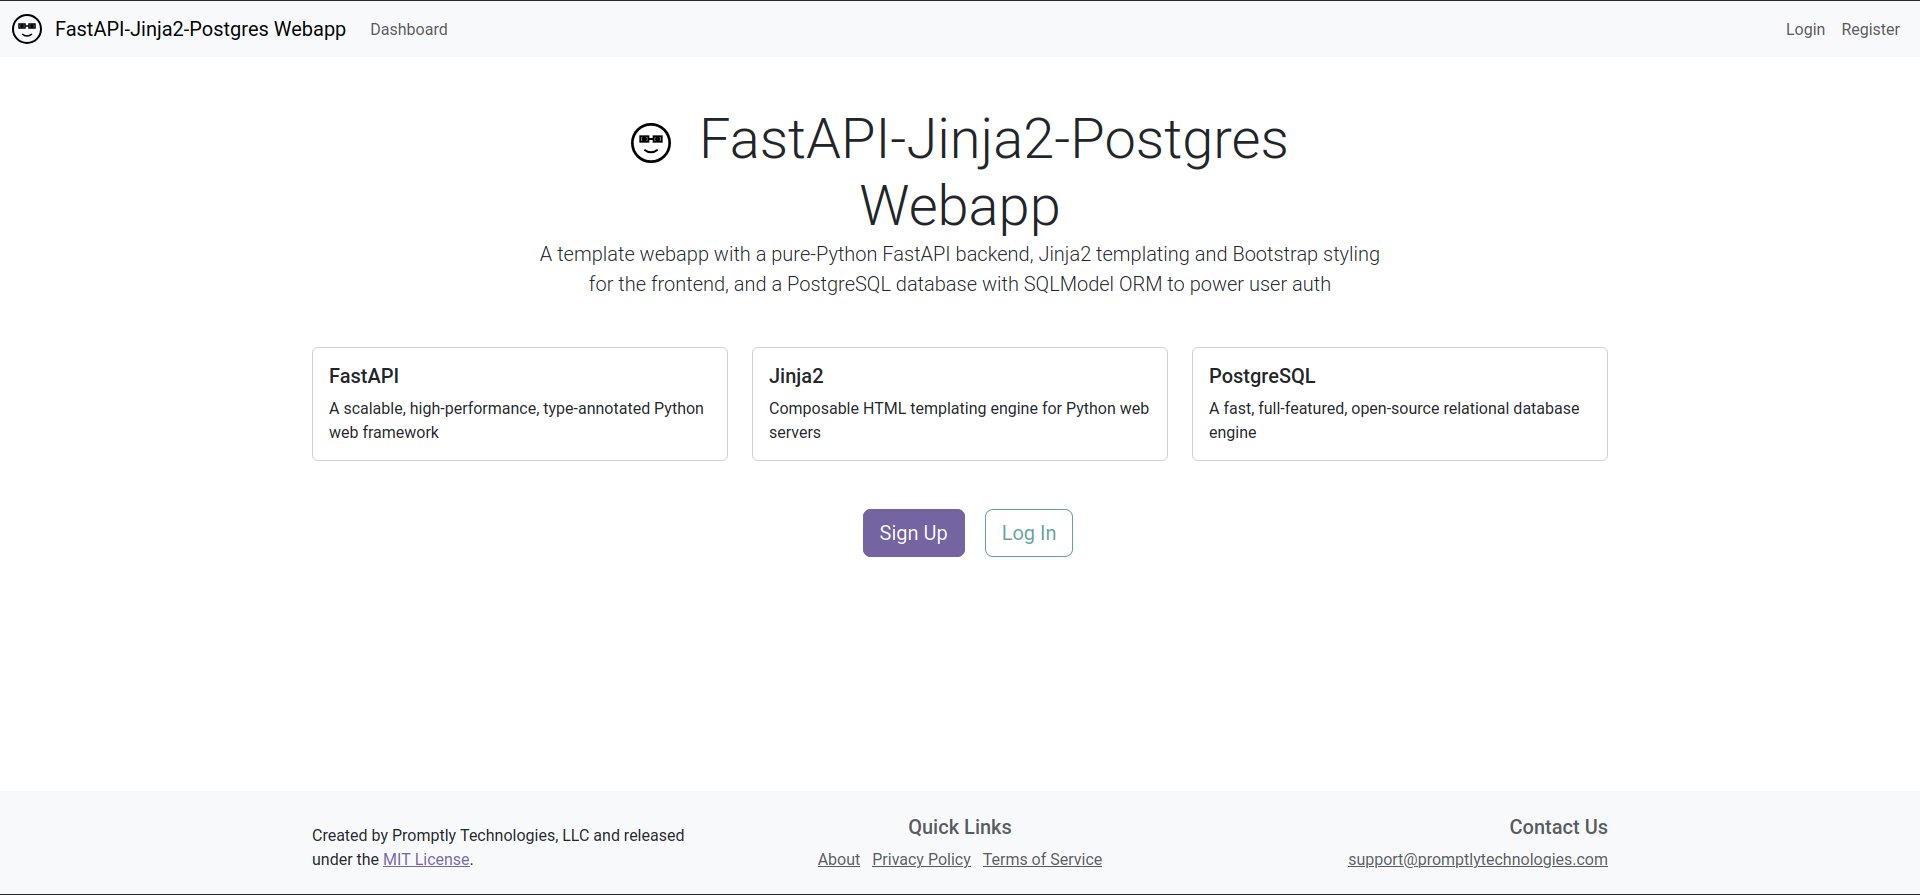 FastAPI-Jinja2-Postgres Webapp Dashboard Login Register
FastAPI-Jinja2-Postgres
Webapp
A template webapp with a pure-Python FastAPI backend, Jinja2 templating and Bootstrap styling
for the frontend, and a PostgreSQL database with SQLModel ORM to power user auth
FastAPI
A scalable, high-performance, type-annotated Python
web framework
Jinja2
Composable HTML templating engine for Python web
servers
PostgreSQL
A fast, full-featured, open-source relational database
engine
Sign Up
Log In
Created by Promptly Technologies, LLC and released
under the MIT License.
Quick Links
About Privacy Policy Terms of Service
Contact Us
support@promptlytechnologies.com